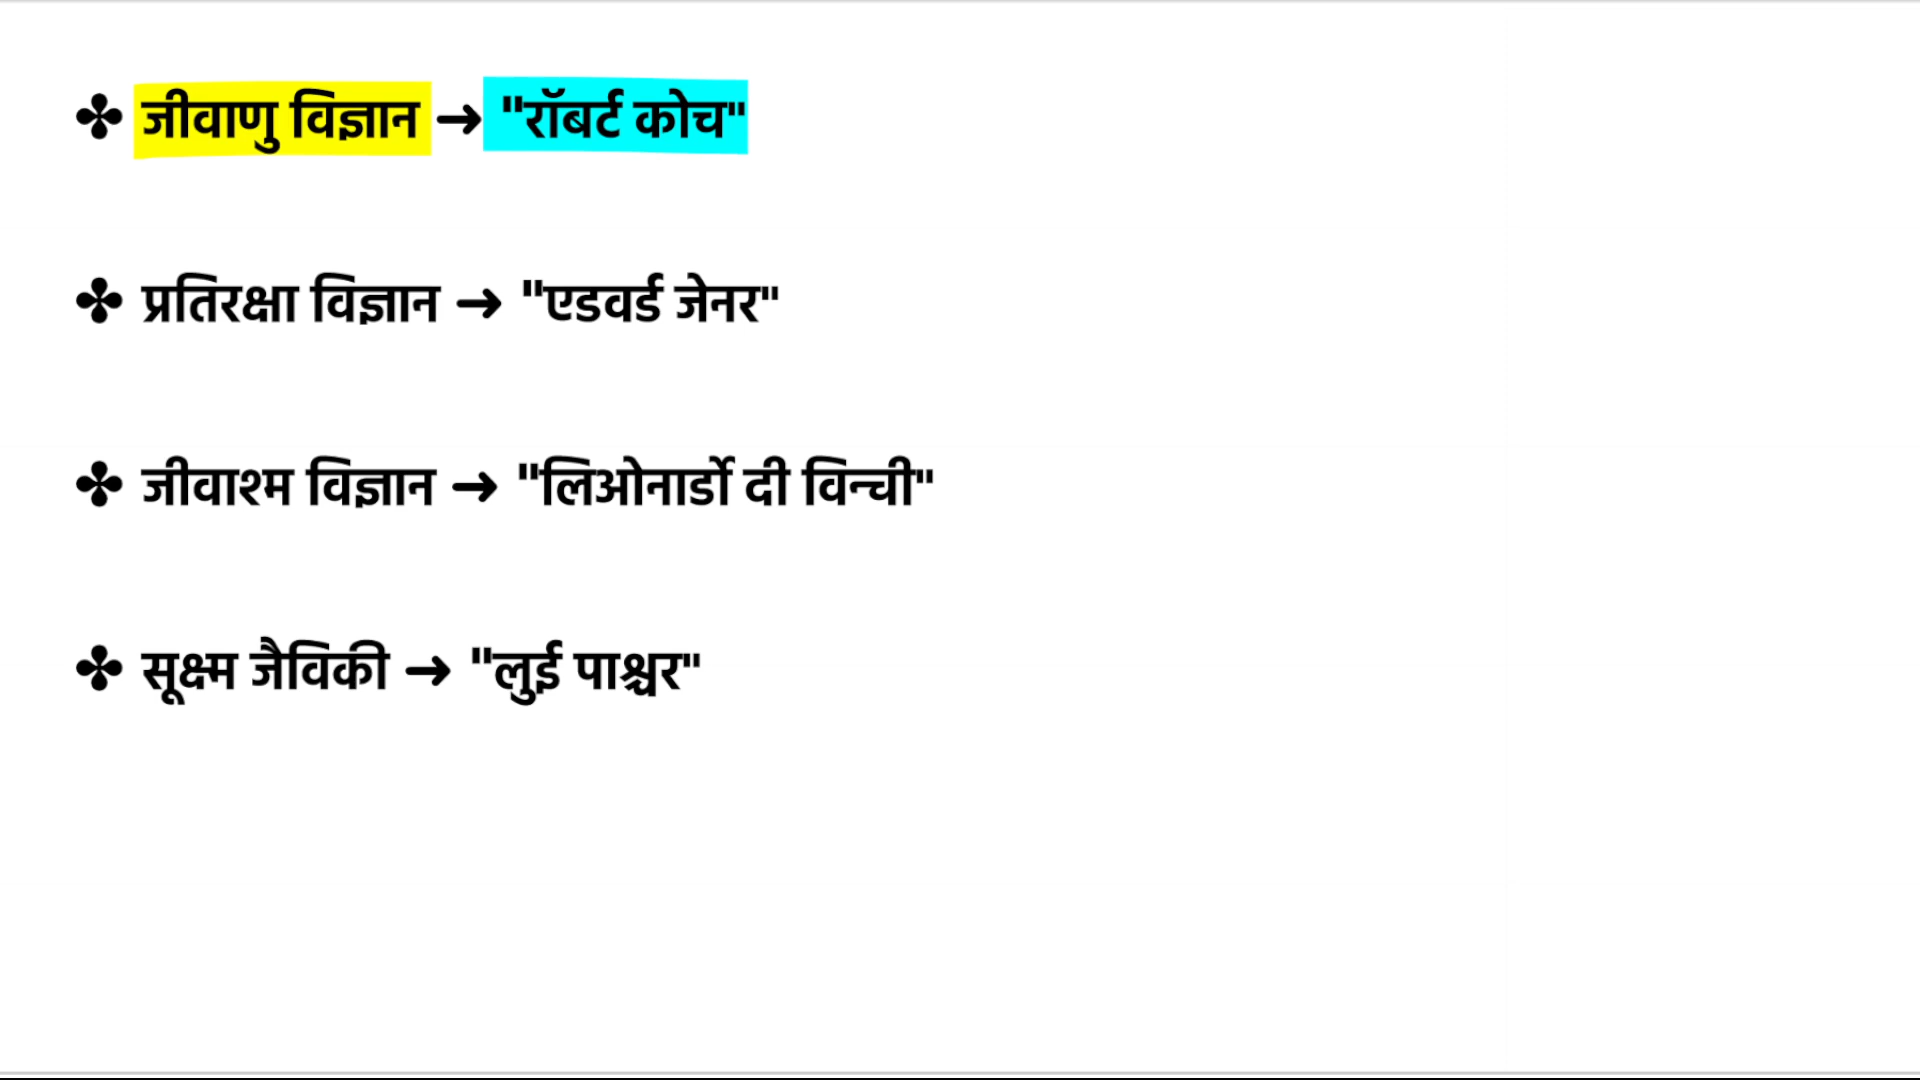 ✤ जीवाणु विज्ञान → "रॉबर्ट कोच"
✤ प्रतिरक्षा विज्ञान → "एडवर्ड जेनर"
✤ जीवाश्म विज्ञान → "लिओनार्डो दी विन्ची"
✤ सूक्ष्म जैविकी → "लुई पाश्चर"